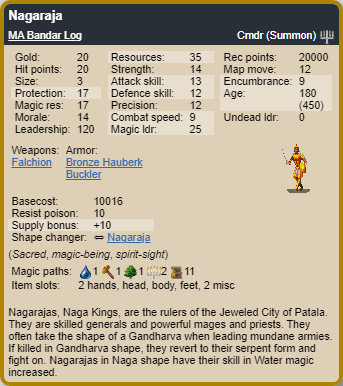 Nagaraja
MA Bandar Log Cmdr (Summon)
Gold: 20 Resources: 35 Rec points: 20000
Hit points: 20 Strength: 14 Map move: 12
Size: 3 Attack skill: 13 Encumbrance: 9
Protection: 17 Defence skill: 12 Age: 180
Magic res: 17 Precision: 12 (450)
Morale: 14 Combat speed: 9 Undead ldr: 0
Leadership: 120 Magic ldr: 25
Weapons: Armor:
Falchion Bronze Hauberk
Buckler
Basecost: 10016
Resist poison: 10
Supply bonus: +10
Shape changer: ⇔ Nagaraja
(Sacred, magic-being, spirit-sight)
Magic paths: 1 1 1 2 11
Item slots: 2 hands, head, body, feet, 2 misc
Nagarajas, Naga Kings, are the rulers of the Jeweled City of Patala.
They are skilled generals and powerful mages and priests. They
often take the shape of a Gandharva when leading mundane armies.
If killed in Gandharva shape, they revert to their serpent form and
fight on. Nagarajas in Naga shape have their skill in Water magic
increased.